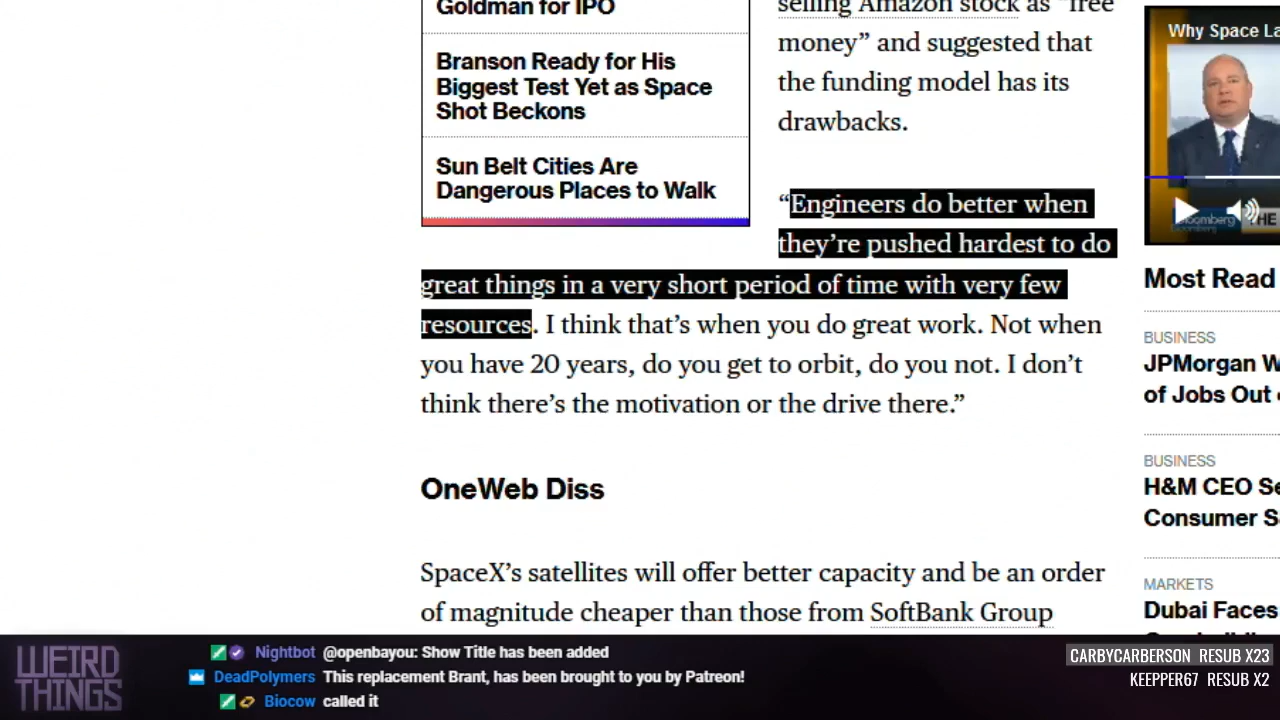 Goldman for IPO
Branson Ready for His
Biggest Test Yet as Space
Shot Beckons
Sun Belt Cities Are
Dangerous Places to Walk
selling Amazon stock as “free
money” and suggested that
the funding model has its
drawbacks.
“Engineers do better when
they’re pushed hardest to do
great things in a very short period of time with very few
resources. I think that’s when you do great work. Not when
you have 20 years, do you get to orbit, do you not. I don’t
think there’s the motivation or the drive there.”
OneWeb Diss
SpaceX’s satellites will offer better capacity and be an order
of magnitude cheaper than those from SoftBank Group
Why Space La
Bloomberg
THE
Most Read
BUSINESS
JPMorgan W
of Jobs Out
BUSINESS
H&M CEO Se
Consumer S
MARKETS
Dubai Faces
WEIRD
THINGS
Nightbot @openbayou: Show Title has been added
DeadPolymers This replacement Brant, has been brought to you by Patreon!
Biocow called it
CARBYCARBERSON RESUB X23
KEEPPER67 RESUB X2